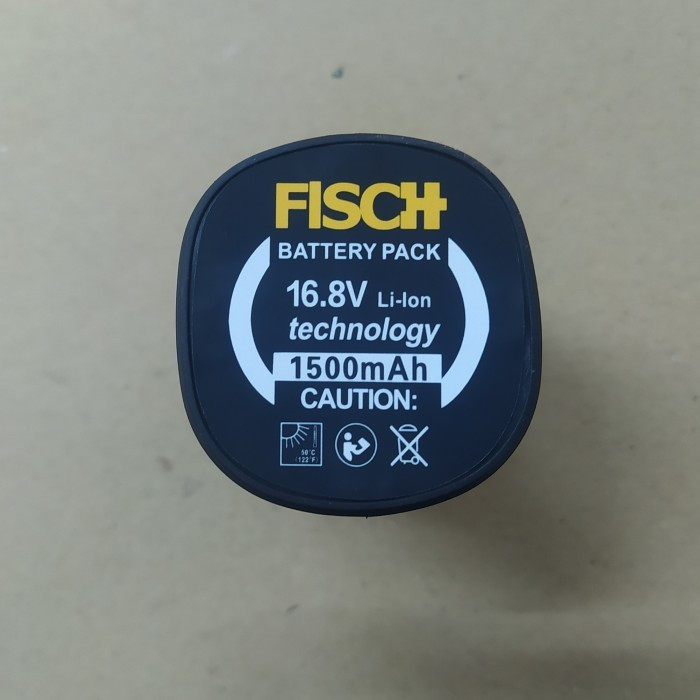 FISCH
BATTERY PACK
16.8V Li-Ion
technology
1500mAh
CAUTION:
50°C
(122°F)